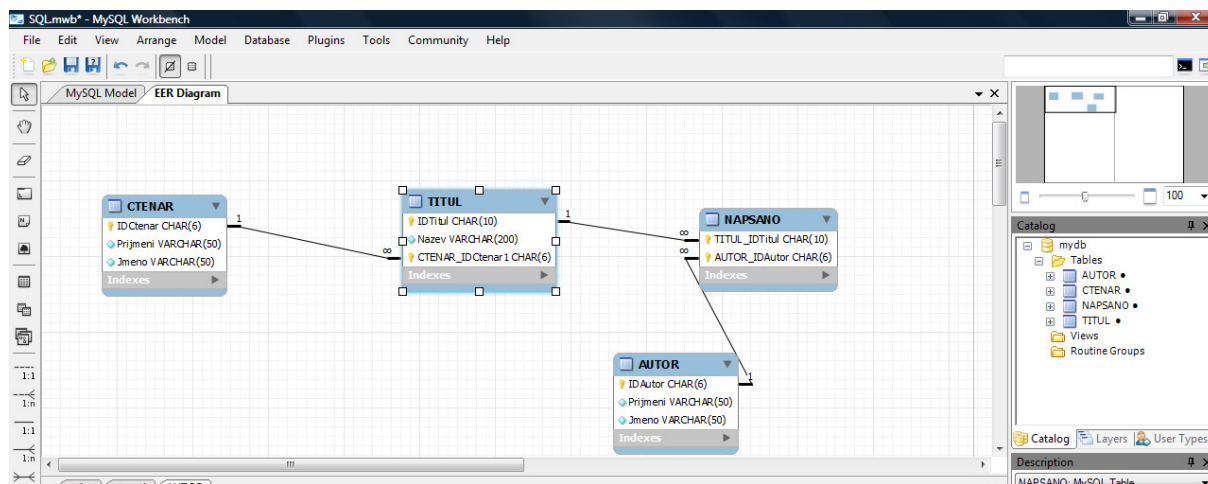 SQL.mwb* - MySQL Workbench
File Edit View Arrange Model Database Plugins Tools Community Help
MySQL Model EER Diagram
CTENAR
IDCtenar CHAR(6)
Prijmeni VARCHAR(50)
Jmeno VARCHAR(50)
Indexes
1
∞
TITUL
IDTitul CHAR(10)
Nazev VARCHAR(200)
CTENAR_IDCtenar1 CHAR(6)
Indexes
1
∞
∞
NAPSANO
TITUL_IDTitul CHAR(10)
AUTOR_IDAutor CHAR(6)
Indexes
AUTOR
IDAutor CHAR(6)
Prijmeni VARCHAR(50)
Jmeno VARCHAR(50)
Indexes
1
1:1
1:n
1:1
1:n
100
Catalog
mydb
Tables
AUTOR
CTENAR
NAPSANO
TITUL
Views
Routine Groups
Catalog Layers User Types
Description
NAPSANO: MySQL Table